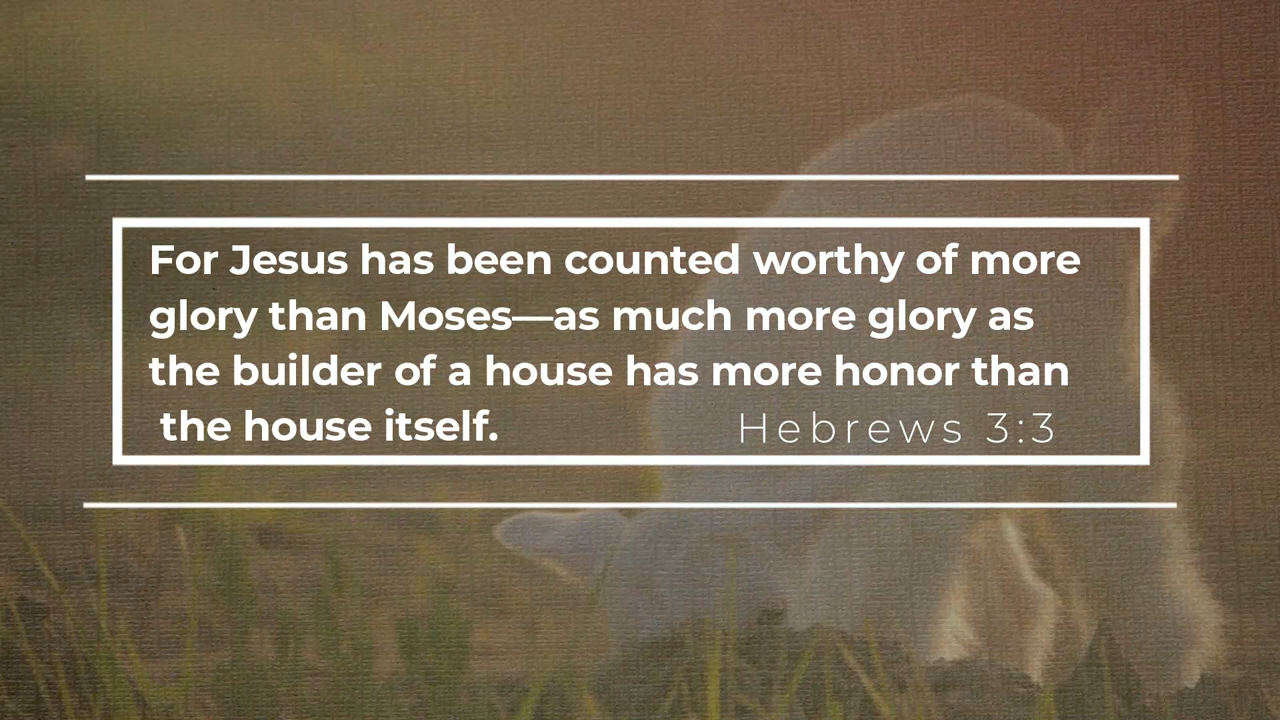 For Jesus has been counted worthy of more
glory than Moses—as much more glory as
the builder of a house has more honor than
the house itself. Hebrews 3:3